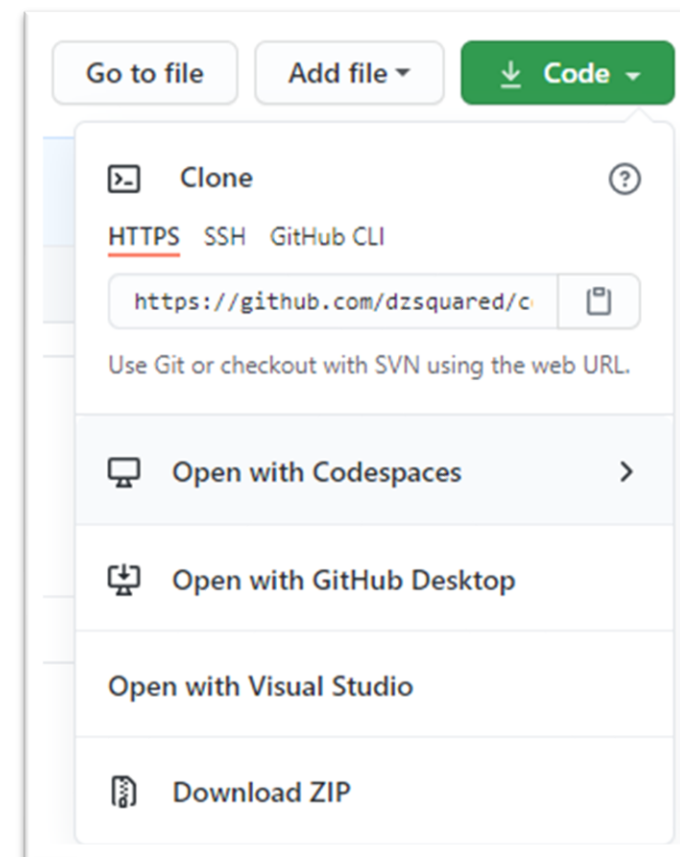 Go to file Add file Code
Clone
HTTPS SSH GitHub CLI
https://github.com/dzsquared/c
Use Git or checkout with SVN using the web URL.
Open with Codespaces
Open with GitHub Desktop
Open with Visual Studio
Download ZIP